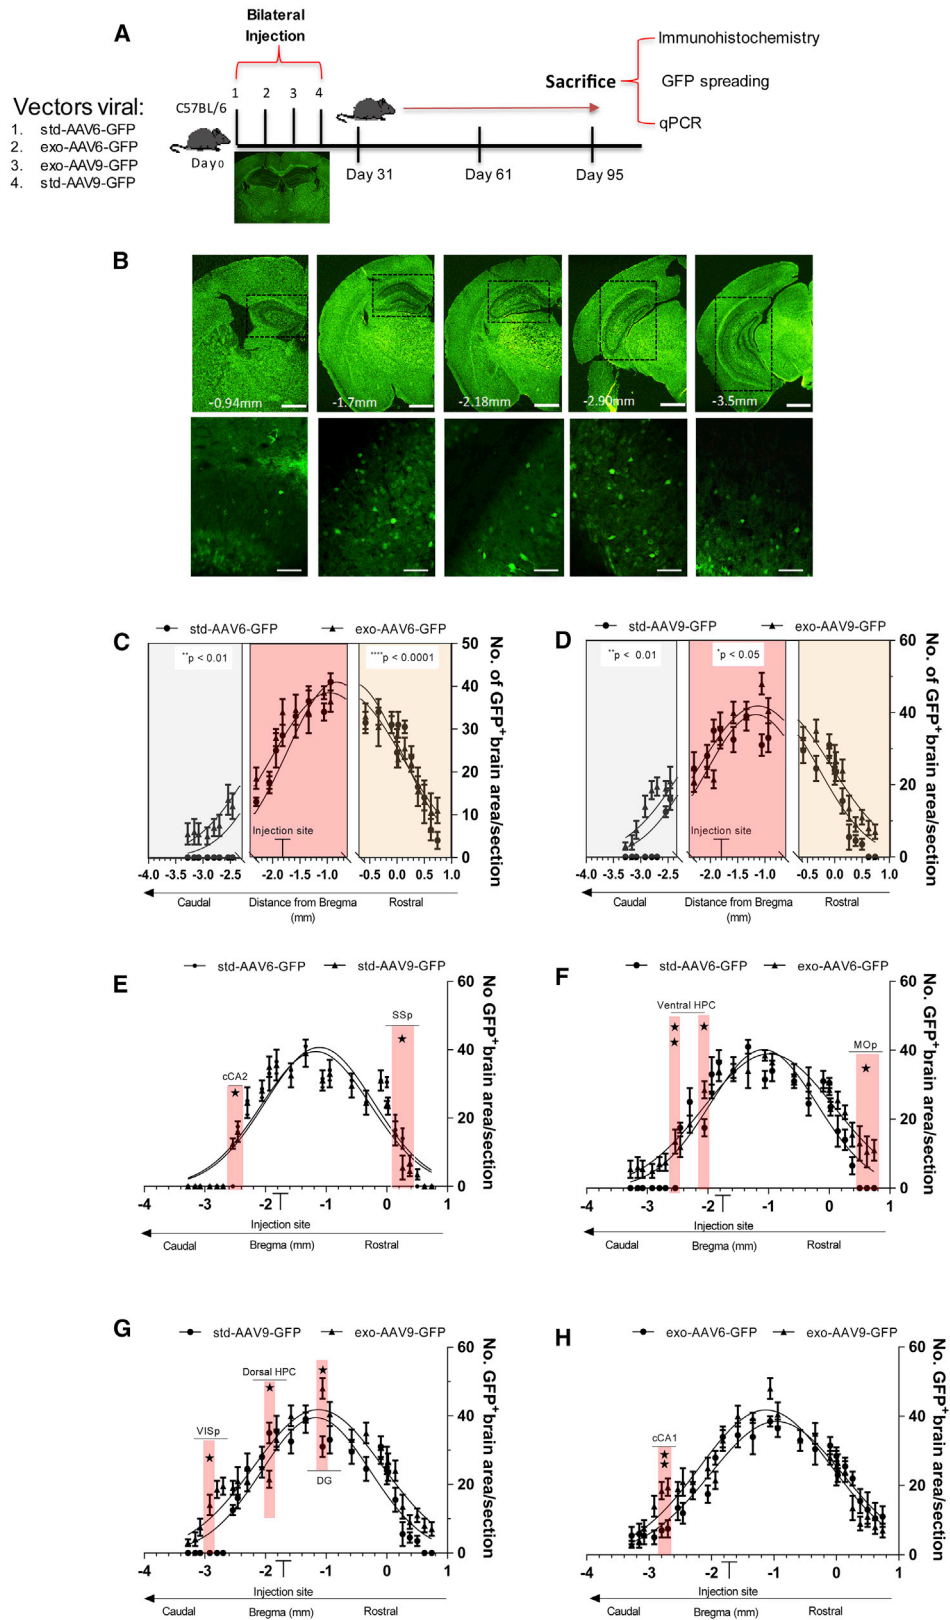 A
Bilateral
Injection
Vectors viral:
1. std-AAV6-GFP
2. exo-AAV6-GFP
3. exo-AAV9-GFP
4. std-AAV9-GFP
C57BL/6
Day0
1 2 3 4
Day 31
Day 61
Day 95
Sacrifice
Immunohistochemistry
GFP spreading
qPCR
B
-0.94mm
-1.7mm
-2.18mm
-2.90mm
-3.5mm
C
std-AAV6-GFP exo-AAV6-GFP
**p < 0.01
****p < 0.0001
Injection site
50
40
30
20
10
0
No. of GFP+brain area/section
-4.0 -3.5 -3.0 -2.5 -2.0 -1.5 -1.0 -0.5 0.0 0.5 1.0
Caudal Distance from Bregma Rostral
(mm)
D
std-AAV9-GFP exo-AAV9-GFP
**p < 0.01
*p < 0.05
Injection site
60
40
20
0
No. of GFP+brain area/section
-4.0 -3.5 -3.0 -2.5 -2.0 -1.5 -1.0 -0.5 0.0 0.5 1.0
Caudal Distance from Bregma Rostral
(mm)
E
std-AAV6-GFP std-AAV9-GFP
SSp
cCA2
60
40
20
0
No GFP+brain area/section
-4 -3 -2 -1 0 1
Injection site
Caudal Bregma (mm) Rostral
F
std-AAV6-GFP exo-AAV6-GFP
Ventral HPC
MOp
60
40
20
0
No. GFP+brain area/section
-4 -3 -2 -1 0 1
Injection site
Caudal Bregma (mm) Rostral
G
std-AAV9-GFP exo-AAV9-GFP
Dorsal HPC
VISp
DG
60
40
20
0
No. GFP+brain area/section
-4 -3 -2 -1 0 1
Injection site
Caudal Bregma (mm) Rostral
H
exo-AAV6-GFP exo-AAV9-GFP
cCA1
60
40
20
0
No. GFP+brain area/section
-4 -3 -2 -1 0 1
Injection site
Caudal Bregma (mm) Rostral